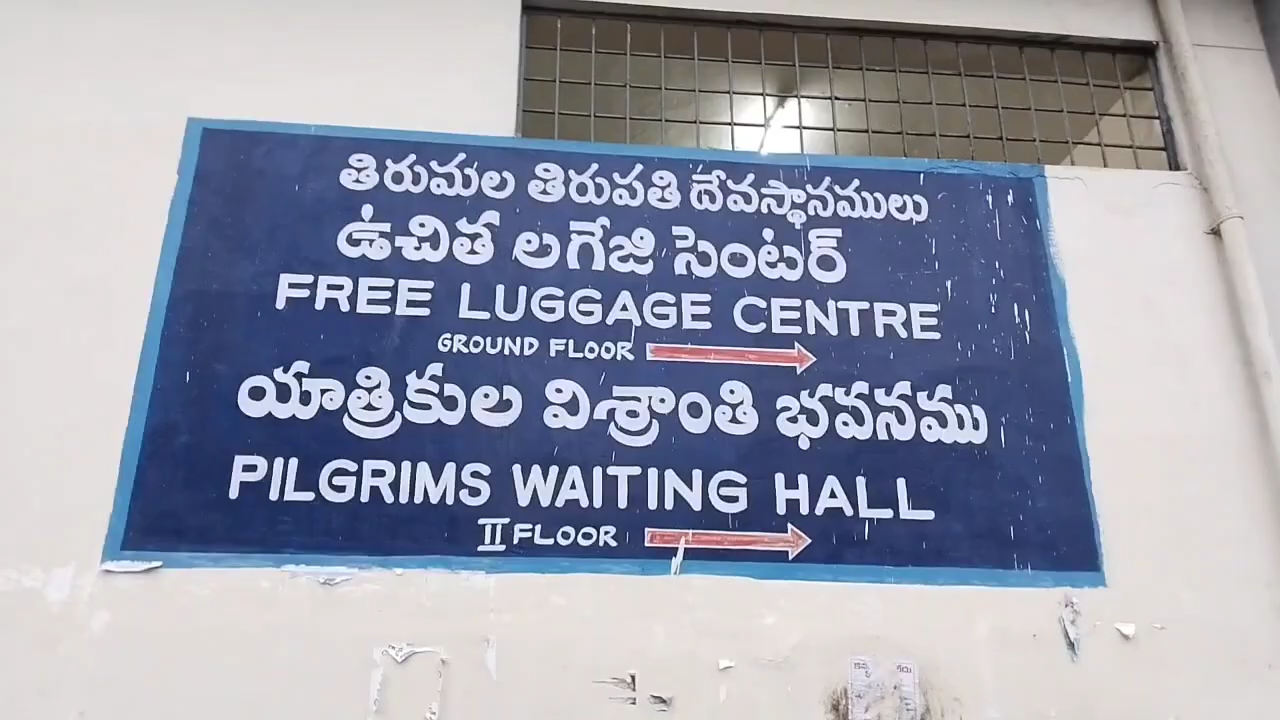 తిరుమల తిరుపతి దేవస్థానములు
ఉచిత లగేజి సెంటర్
FREE LUGGAGE CENTRE
GROUND FLOOR
యాత్రికుల విశ్రాంతి భవనము
PILGRIMS WAITING HALL
II FLOOR